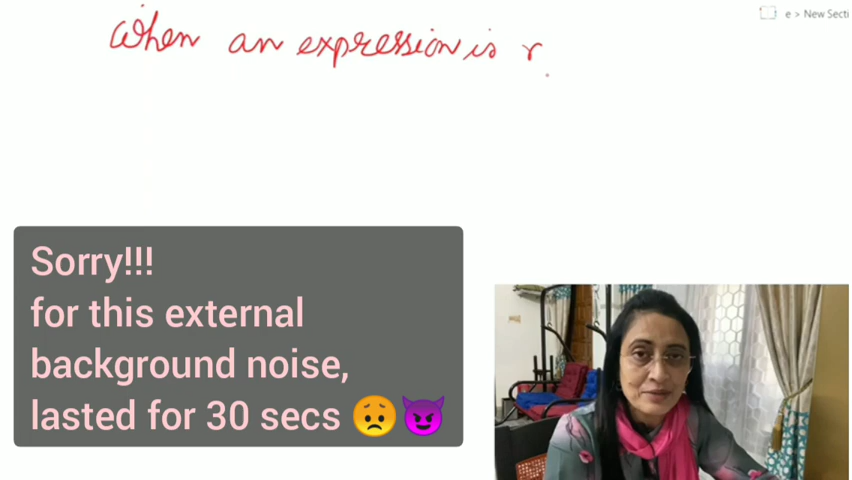 e > New Secti
When an expression is r
Sorry!!!
for this external
background noise,
lasted for 30 secs 😟😈